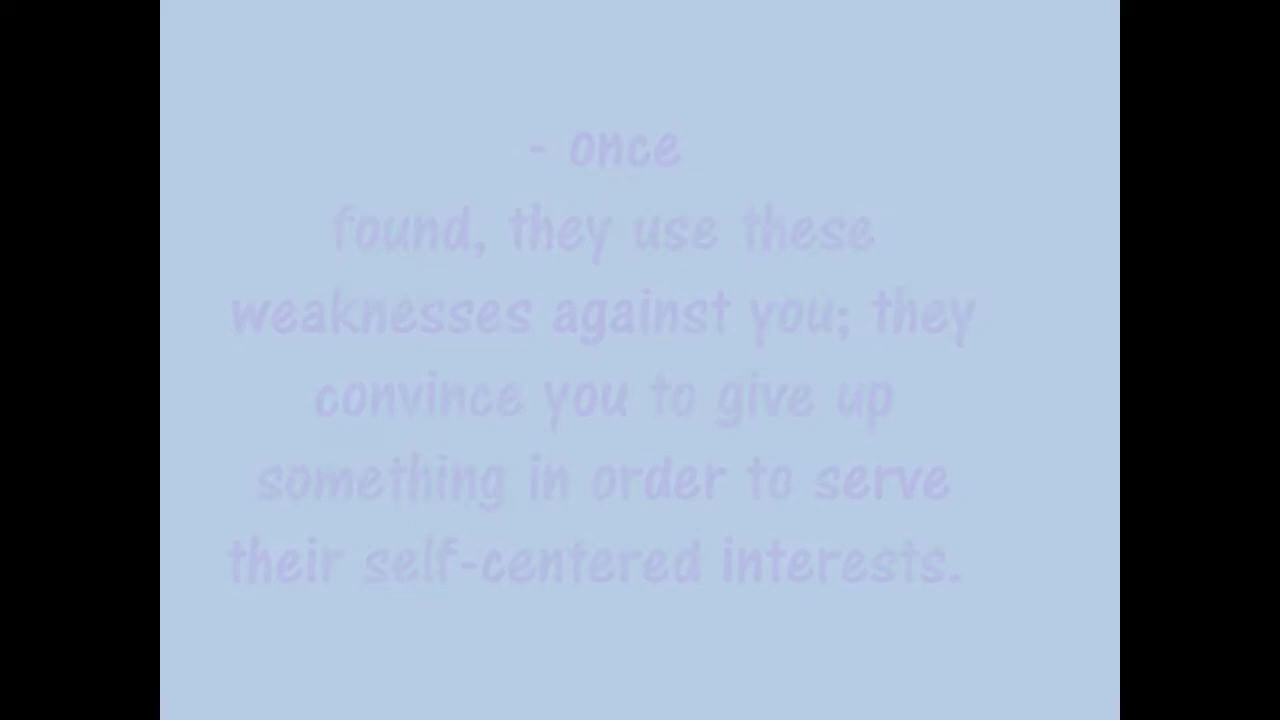 - once
found, they use these
weaknesses against you; they
convince you to give up
something in order to serve
their self-centered interests.